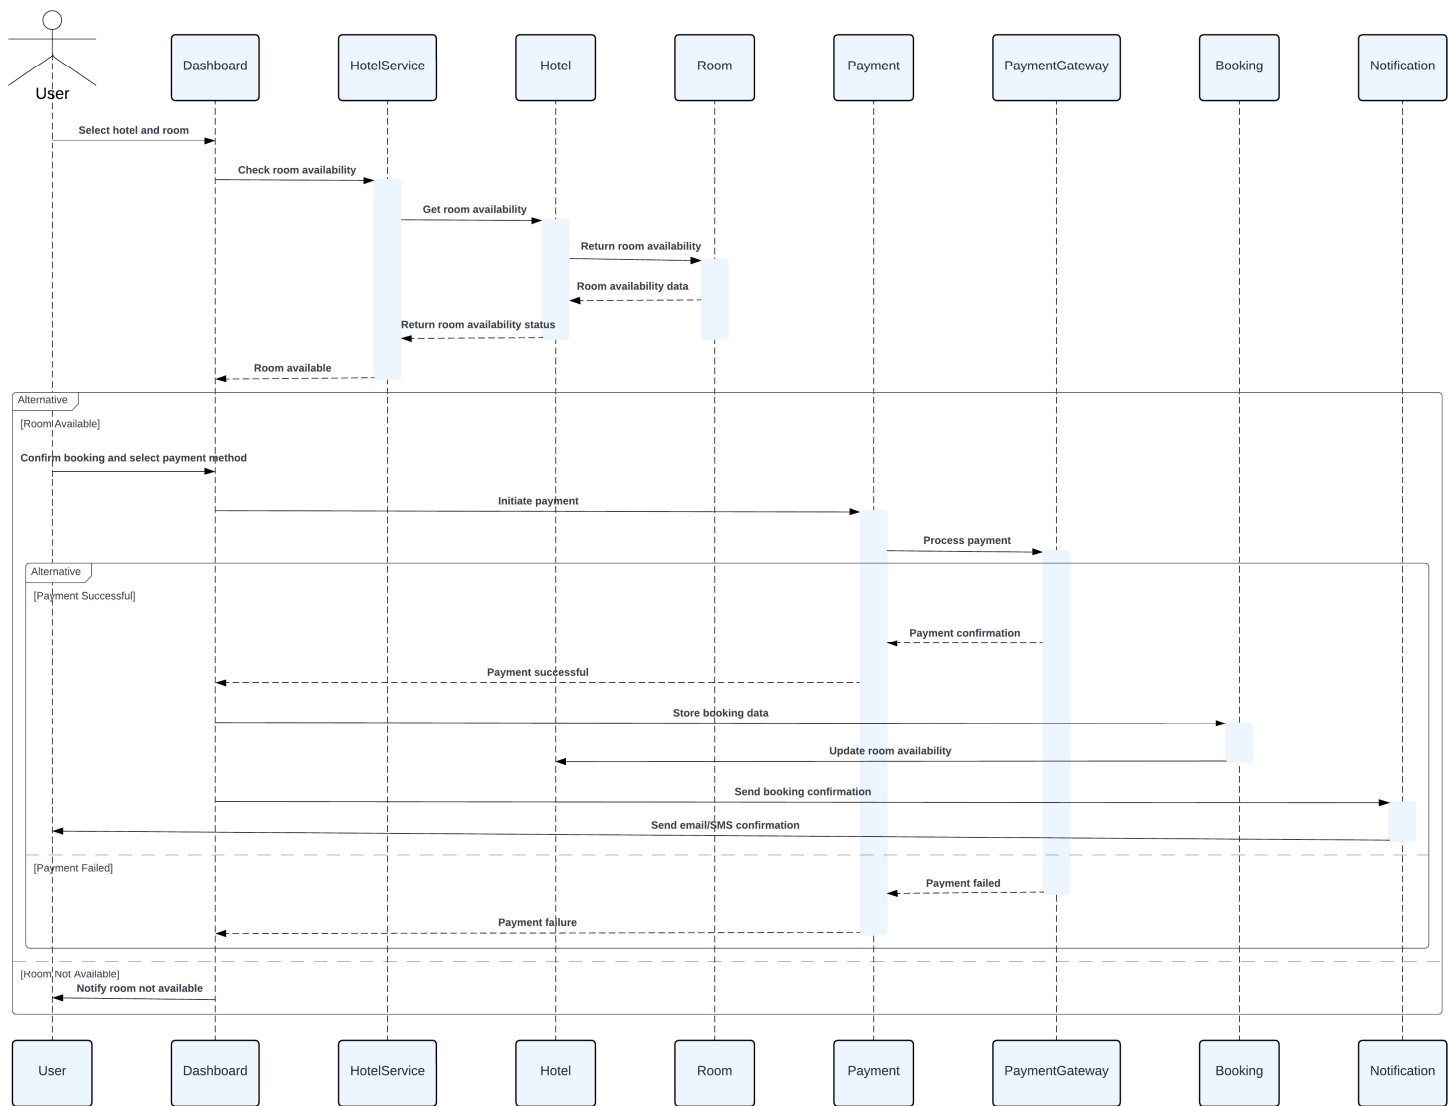 User
Dashboard
HotelService
Hotel
Room
Payment
PaymentGateway
Booking
Notification
Select hotel and room
Check room availability
Get room availability
Return room availability
Room availability data
Return room availability status
Room available
Alternative
[Room Available]
Confirm booking and select payment method
Initiate payment
Process payment
Alternative
[Payment Successful]
Payment confirmation
Payment successful
Store booking data
Update room availability
Send booking confirmation
Send email/SMS confirmation
[Payment Failed]
Payment failed
Payment failure
[Room Not Available]
Notify room not available
User
Dashboard
HotelService
Hotel
Room
Payment
PaymentGateway
Booking
Notification